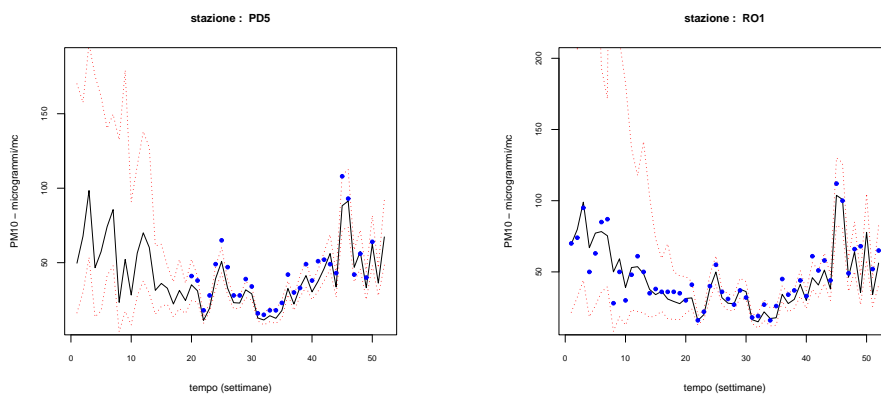 stazione : PD5
PM10 – microgrammi/mc
150
100
50
0 10 20 30 40 50
tempo (settimane)
stazione : RO1
PM10 – microgrammi/mc
200
150
100
50
0 10 20 30 40 50
tempo (settimane)